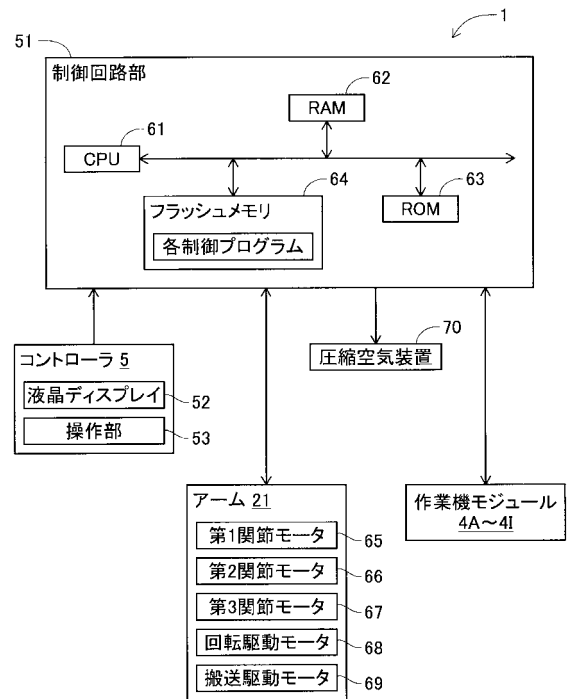 1
51
制御回路部
62
RAM
61
CPU
64
63
フラッシュメモリ
ROM
各制御プログラム
70
圧縮空気装置
コントローラ 5
液晶ディスプレイ
52
操作部
53
アーム 21
作業機モジュール
4A～4I
第1関節モータ
65
第2関節モータ
66
第3関節モータ
67
回転駆動モータ
68
搬送駆動モータ
69